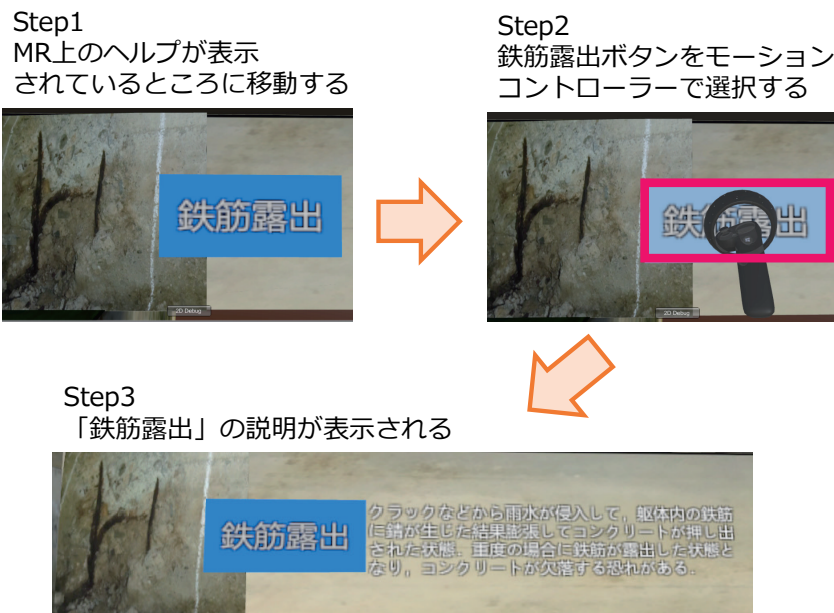 Step1
MR上のヘルプが表示
されているところに移動する
Step2
鉄筋露出ボタンをモーション
コントローラーで選択する
鉄筋露出
2D Debug
鉄筋露出
2D Debug
Step3
「鉄筋露出」の説明が表示される
鉄筋露出
クラックなどから雨水が侵入して，躯体内の鉄筋
に錆が生じた結果膨張してコンクリートが押し出
された状態．重度の場合に鉄筋が露出した状態と
なり，コンクリートが欠落する恐れがある．